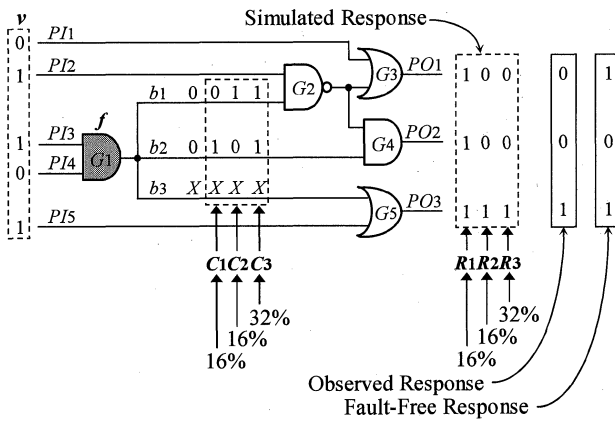 Simulated Response
v
0 PI1 G3 PO1 1 0 0 0 1
1 PI2 G2
b1 0 0 1 1
f
1 PI3 b2 0 1 0 1 G4 PO2 1 0 0 0 0
G1
0 PI4
b3 X X X X
1 PI5 G5 PO3 1 1 1 1 1
C1 C2 C3 R1 R2 R3
32% 32%
16% 16%
16% 16%
Observed Response
Fault-Free Response